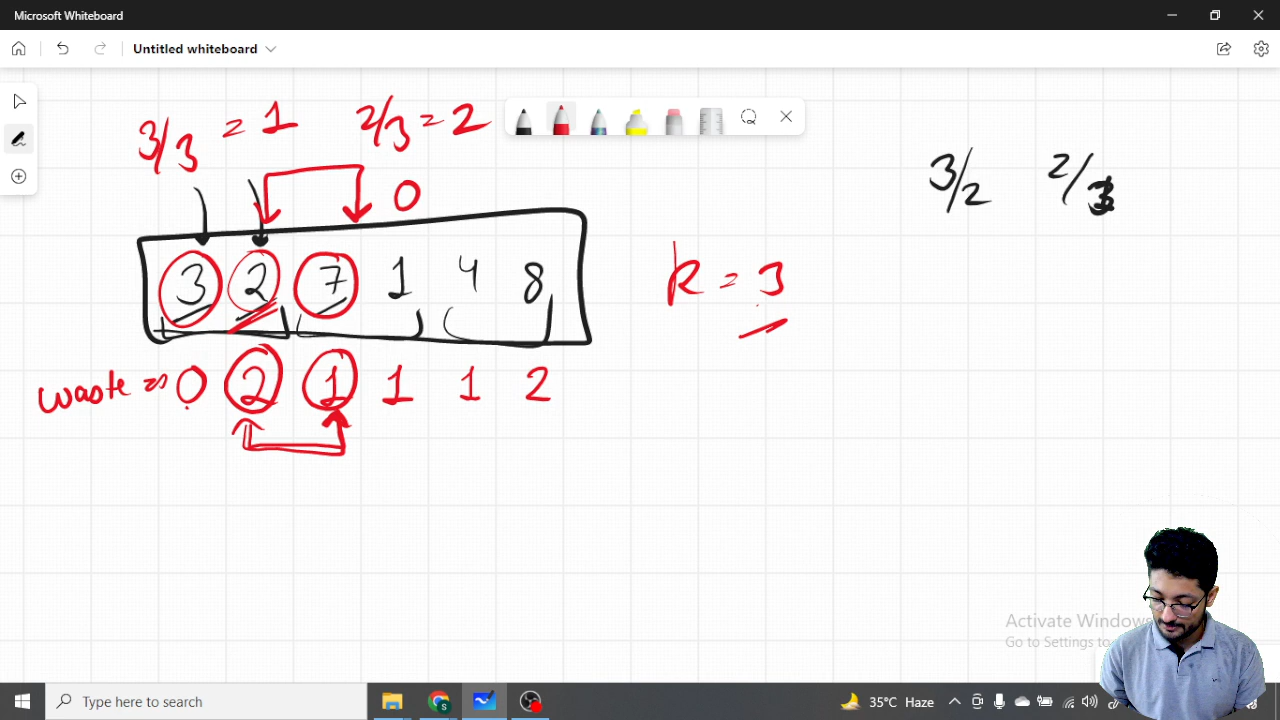 Microsoft Whiteboard
Untitled whiteboard
3/3 = 1 2/3 = 2
3/2 2/3
0
3 2 7 1 4 8
k = 3
waste = 0 2 1 1 1 2
Activate Windows
Go to Settings to
Type here to search
35°C Haze